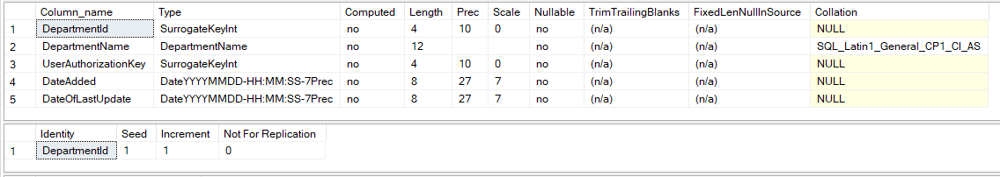 Column_name Type Computed Length Prec Scale Nullable TrimTrailingBlanks FixedLenNullInSource Collation
1 DepartmentId SurrogateKeyInt no 4 10 0 no (n/a) (n/a) NULL
2 DepartmentName DepartmentName no 12 no (n/a) (n/a) SQL_Latin1_General_CP1_CI_AS
3 UserAuthorizationKey SurrogateKeyInt no 4 10 0 no (n/a) (n/a) NULL
4 DateAdded DateYYYYMMDD-HH:MM:SS-7Prec no 8 27 7 no (n/a) (n/a) NULL
5 DateOfLastUpdate DateYYYYMMDD-HH:MM:SS-7Prec no 8 27 7 no (n/a) (n/a) NULL
Identity Seed Increment Not For Replication
1 DepartmentId 1 1 0